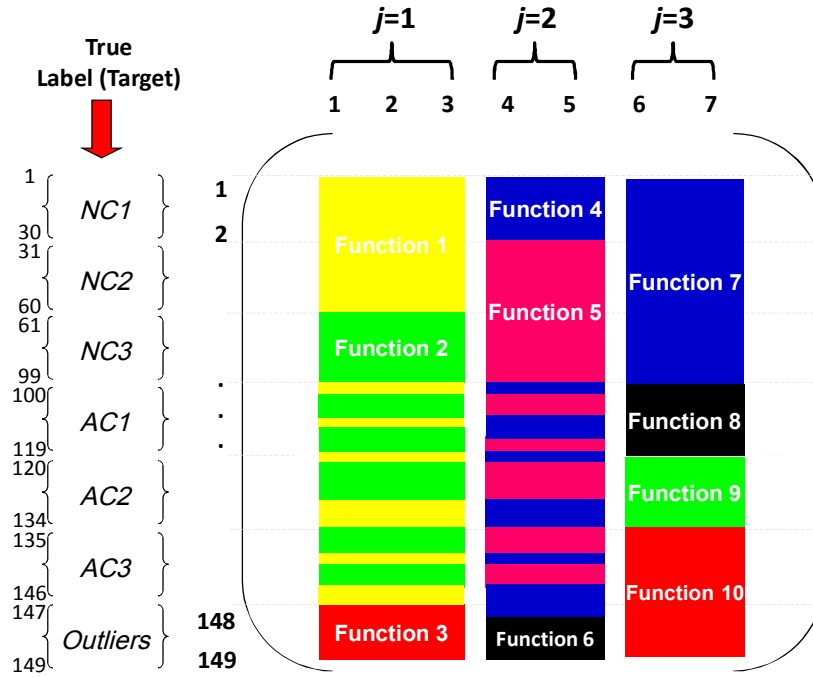 j=1
j=2
j=3
True
Label (Target)
1 2 3
4 5
6 7
1
NC1
30
1
2
31
NC2
60
61
NC3
99
100
AC1
119
.
.
.
120
AC2
134
135
AC3
146
147
Outliers
149
148
149
Function 1
Function 2
Function 3
Function 4
Function 5
Function 6
Function 7
Function 8
Function 9
Function 10